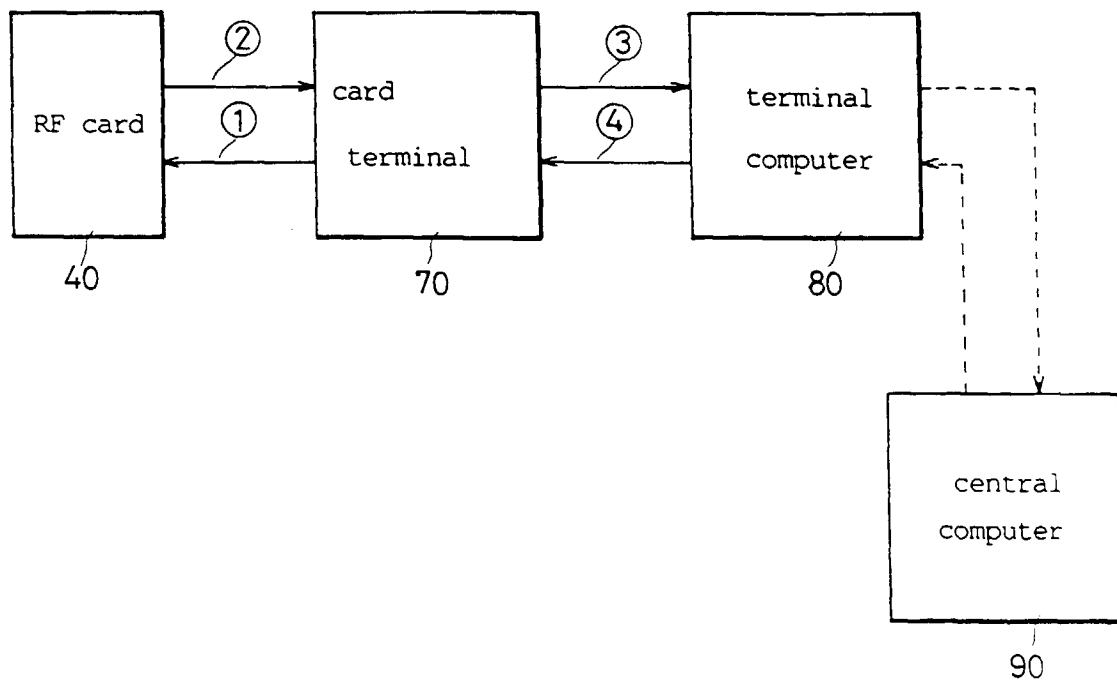 ②
③
RF card
card
terminal
①
④
terminal
computer
40
70
80
central
computer
90